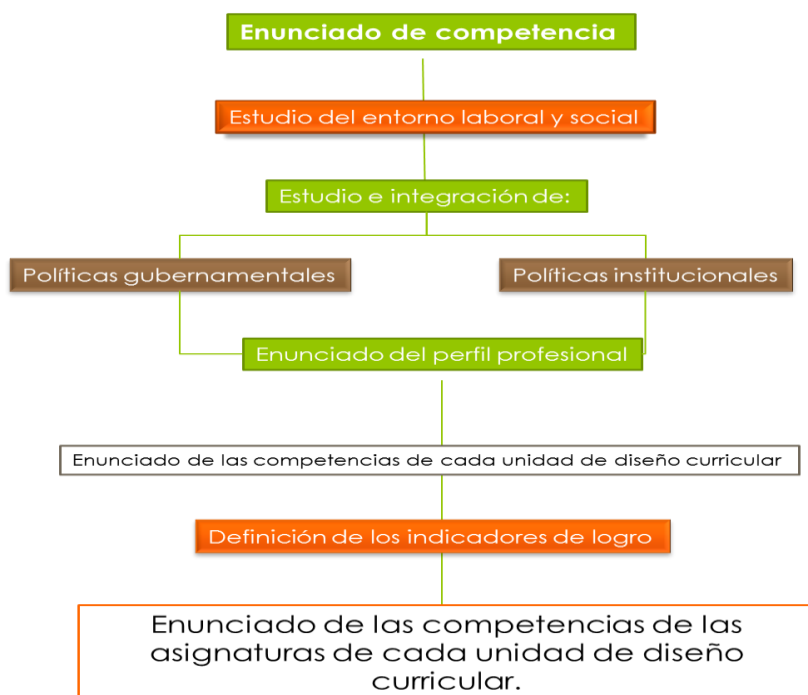 Enunciado de competencia
Estudio del entorno laboral y social
Estudio e integración de:
Políticas gubernamentales
Políticas institucionales
Enunciado del perfil profesional
Enunciado de las competencias de cada unidad de diseño curricular
Definición de los indicadores de logro
Enunciado de las competencias de las
asignaturas de cada unidad de diseño
curricular.